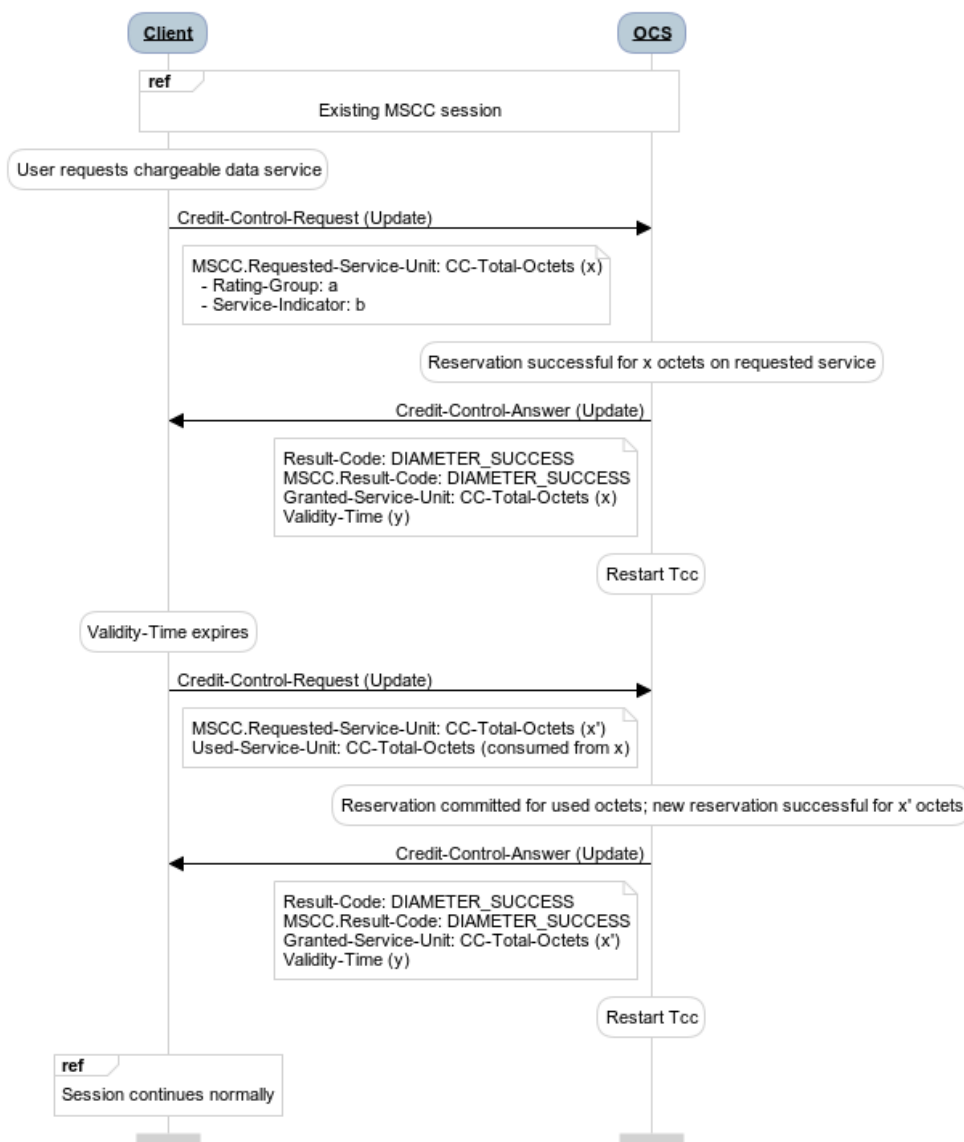 Client
OCS
ref
Existing MSCC session
User requests chargeable data service
Credit-Control-Request (Update)
MSCC.Requested-Service-Unit: CC-Total-Octets (x)
- Rating-Group: a
- Service-Indicator: b
Reservation successful for x octets on requested service
Credit-Control-Answer (Update)
Result-Code: DIAMETER_SUCCESS
MSCC.Result-Code: DIAMETER_SUCCESS
Granted-Service-Unit: CC-Total-Octets (x)
Validity-Time (y)
Restart Tcc
Validity-Time expires
Credit-Control-Request (Update)
MSCC.Requested-Service-Unit: CC-Total-Octets (x')
Used-Service-Unit: CC-Total-Octets (consumed from x)
Reservation committed for used octets; new reservation successful for x' octets
Credit-Control-Answer (Update)
Result-Code: DIAMETER_SUCCESS
MSCC.Result-Code: DIAMETER_SUCCESS
Granted-Service-Unit: CC-Total-Octets (x')
Validity-Time (y)
Restart Tcc
ref
Session continues normally